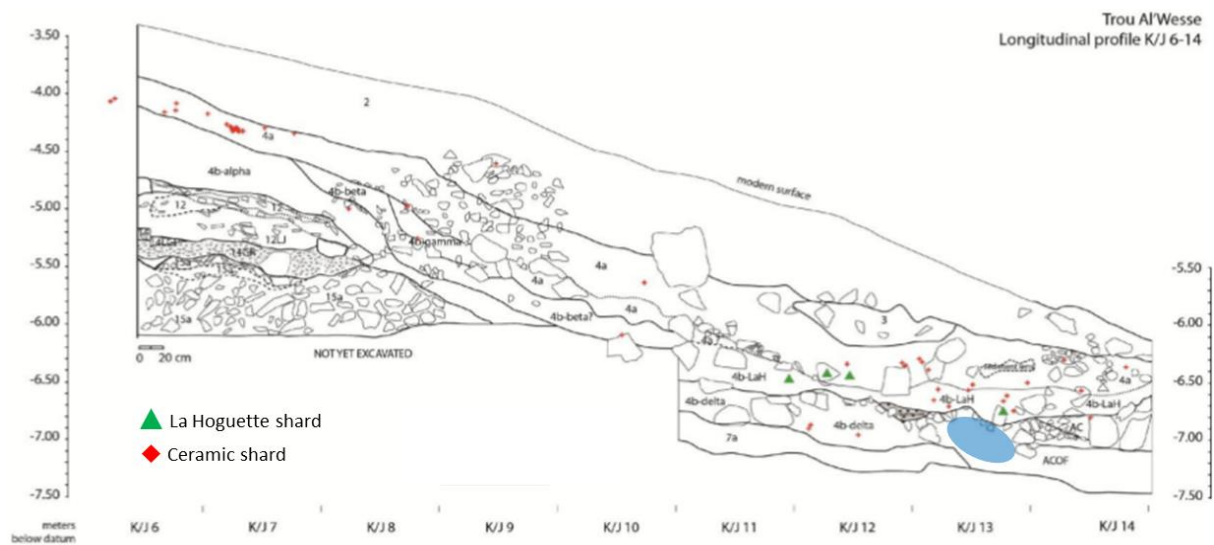 Trou Al'Wesse
Longitudinal profile K/J 6-14
-3.50
-4.00
-4.50
-5.00
-5.50
-6.00
-6.50
-7.00
-7.50
2
4a
4b-alpha
4b-beta
12
12
4b-gamma
15a
15a
4a
4a
4a
4b-beta?
modern surface
3
NOT YET EXCAVATED
0 20 cm
4b-LaH
4b-LaH
4b-LaH
4a
4b-delta
4b-delta
7a
AC
ACOF
-5.50
-6.00
-6.50
-7.00
-7.50
La Hoguette shard
Ceramic shard
meters
below datum
K/J 6
K/J 7
K/J 8
K/J 9
K/J 10
K/J 11
K/J 12
K/J 13
K/J 14